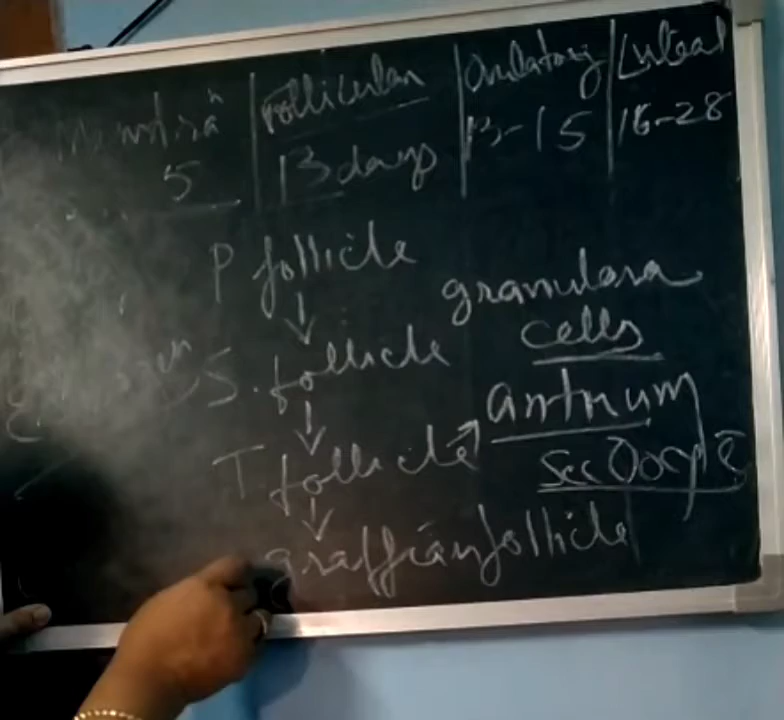 Follicular | Ovulatory | Luteal
5 | 13 days | 13-15 | 16-28
P follicle
granulosa
cells
S. follicle
antrum
T follicle →
Sec Oocyte
graffian follicle